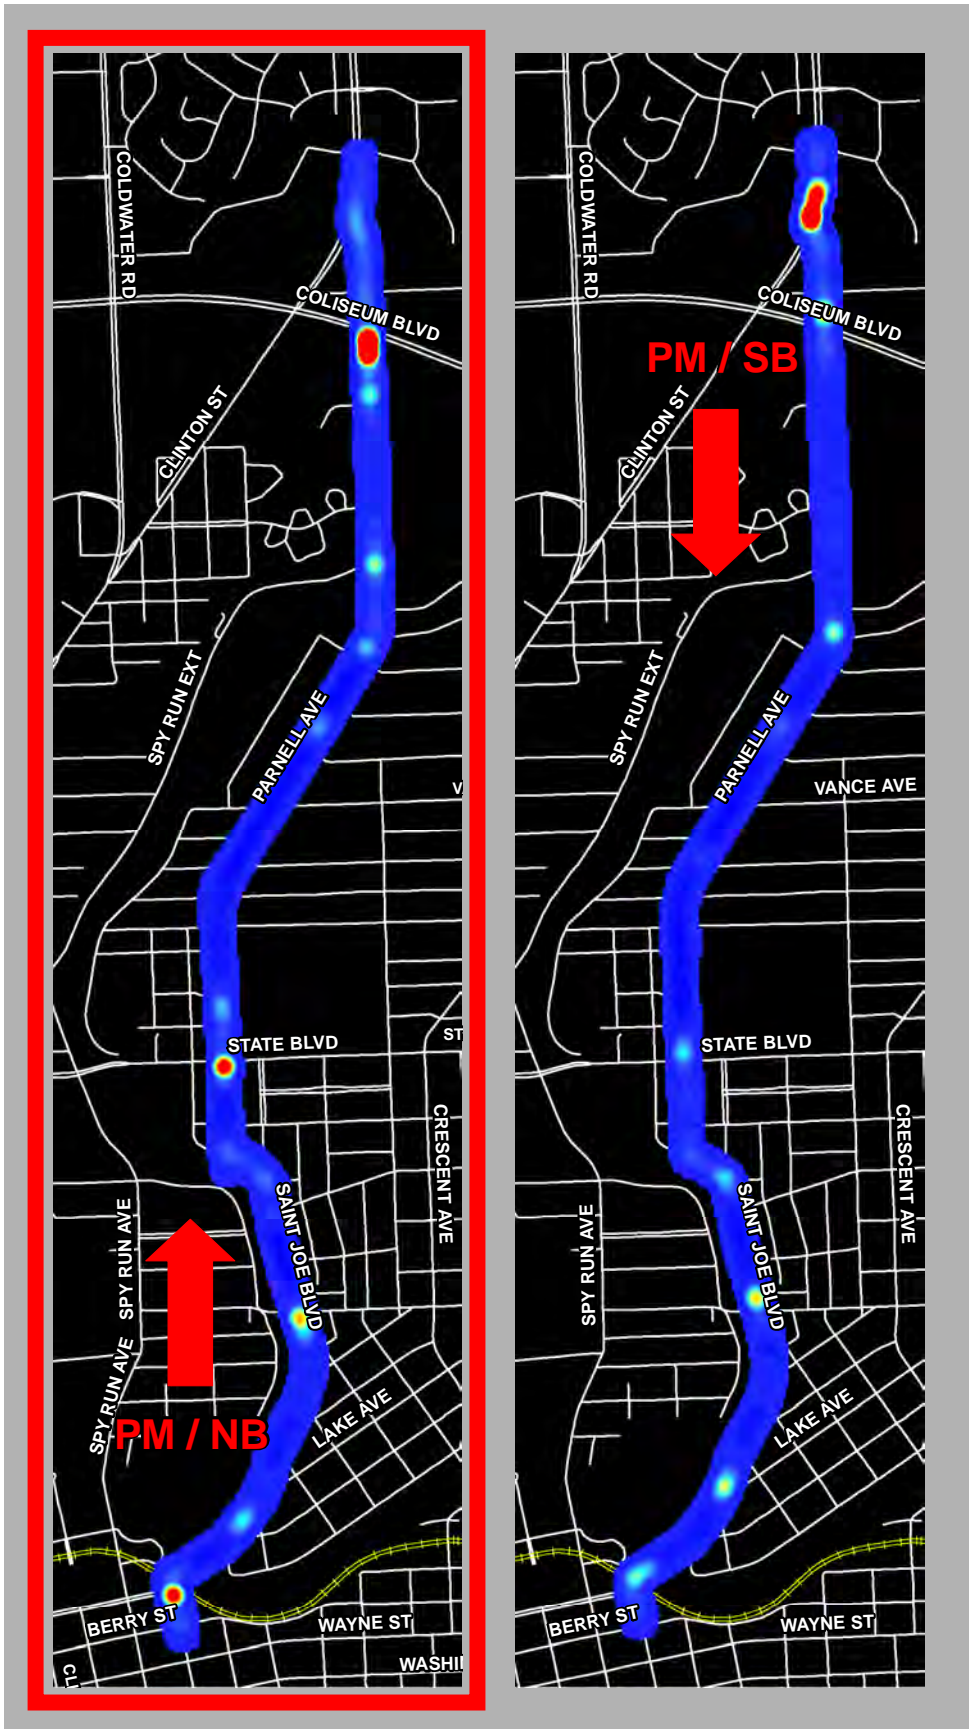 COLDWATER RD
COLISEUM BLVD
CLINTON ST
SPY RUN EXT
PARNELL AVE
V
STATE BLVD
ST
CRESCENT AVE
SAINT JOE BLVD
SPY RUN AVE
SPY RUN AVE
PM / NB
LAKE AVE
BERRY ST
WAYNE ST
WASHI
CL
COLDWATER RD
COLISEUM BLVD
PM / SB
CLINTON ST
SPY RUN EXT
PARNELL AVE
VANCE AVE
STATE BLVD
CRESCENT AVE
SAINT JOE BLVD
SPY RUN AVE
LAKE AVE
BERRY ST
WAYNE ST